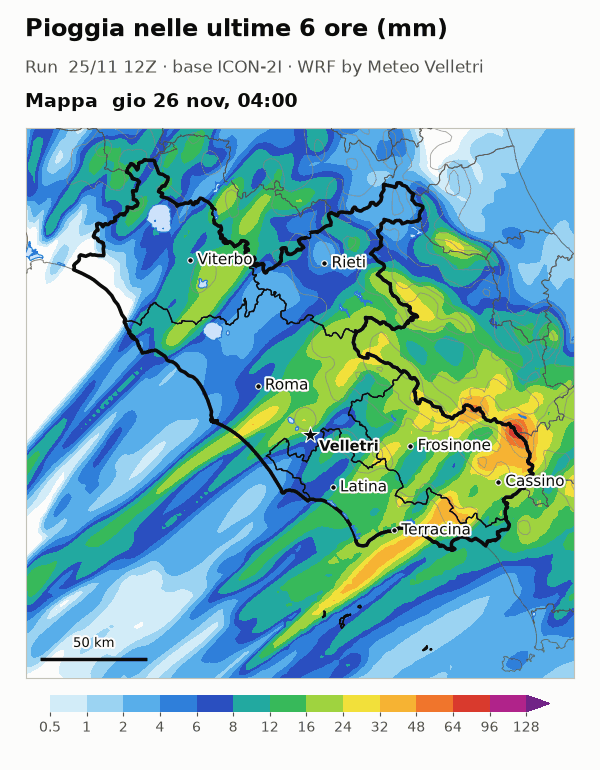 Pioggia nelle ultime 6 ore (mm)
Run  25/11 12Z · base ICON-2I · WRF by Meteo Velletri
Mappa  gio 26 nov, 04:00
Viterbo
Rieti
Roma
Velletri
Frosinone
Cassino
Latina
Terracina
50 km
0.5 1 2 4 6 8 12 16 24 32 48 64 96 128